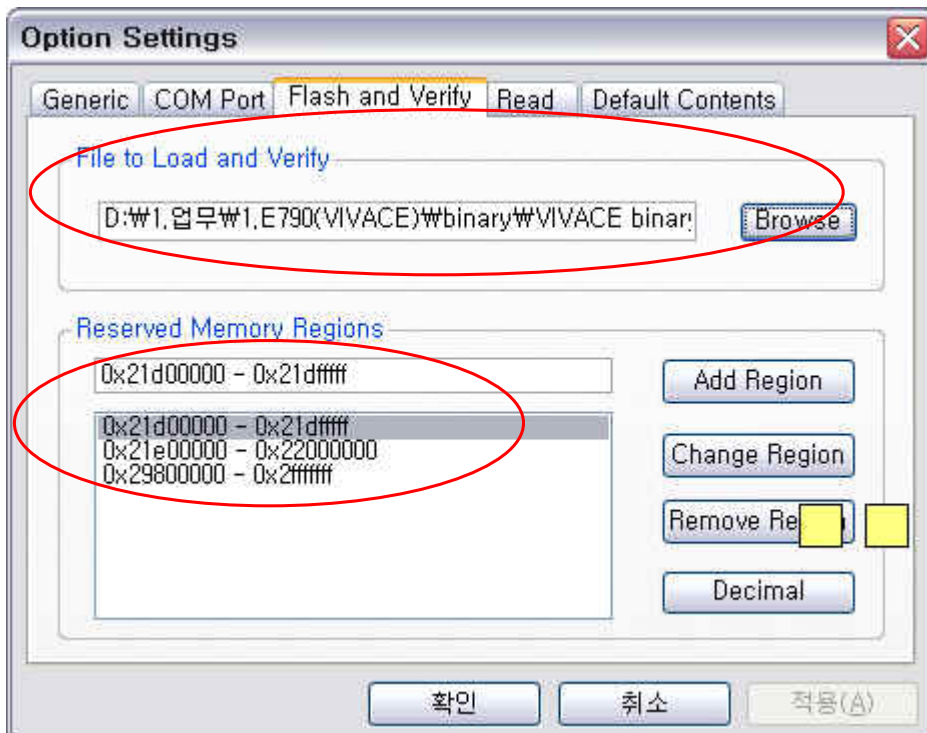 Option Settings
Generic COM Port Flash and Verify Read Default Contents
File to Load and Verify
D:₩1.업무₩1.E790(VIVACE)₩binary₩VIVACE binar
Browse
Reserved Memory Regions
0x21d00000 - 0x21dfffff
Add Region
0x21d00000 - 0x21dfffff
0x21e00000 - 0x22000000
0x29800000 - 0x2fffffff
Change Region
Remove Re
Decimal
확인 취소 적용(A)